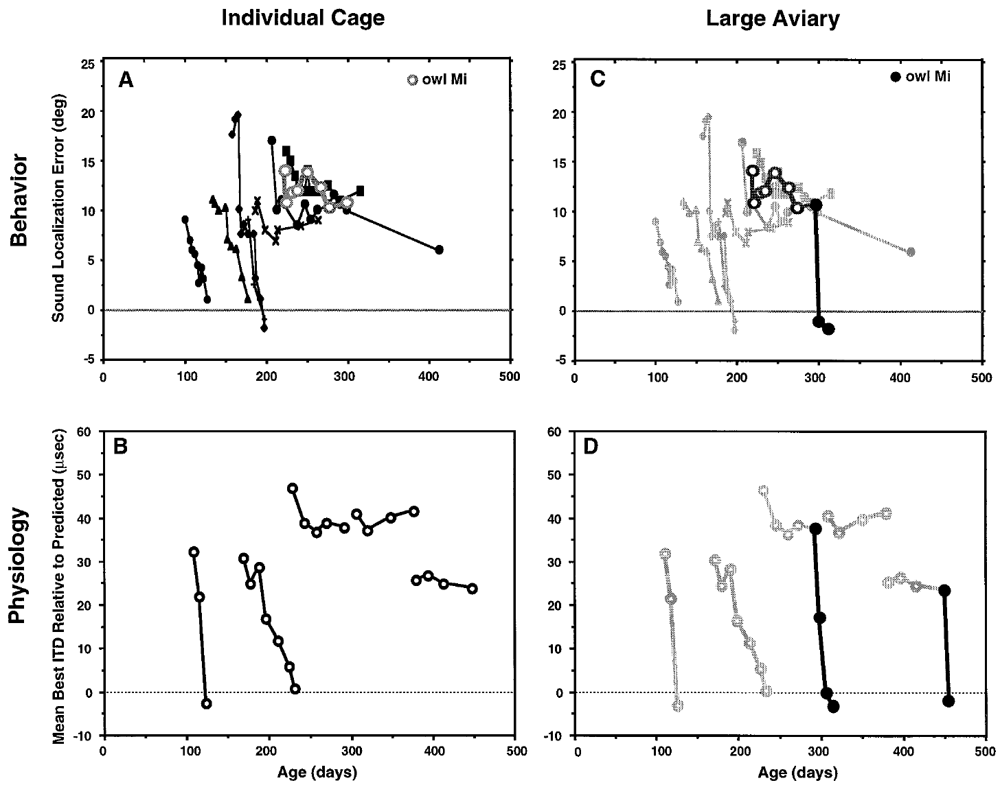 Individual Cage
Large Aviary
Behavior
Sound Localization Error (deg)
A
owl Mi
25
20
15
10
5
0
-5
0 100 200 300 400 500
C
owl Mi
25
20
15
10
5
0
-5
0 100 200 300 400 500
Physiology
Mean Best ITD Relative to Predicted (µsec)
B
60
50
40
30
20
10
0
-10
0 100 200 300 400 500
Age (days)
D
60
50
40
30
20
10
0
-10
0 100 200 300 400 500
Age (days)